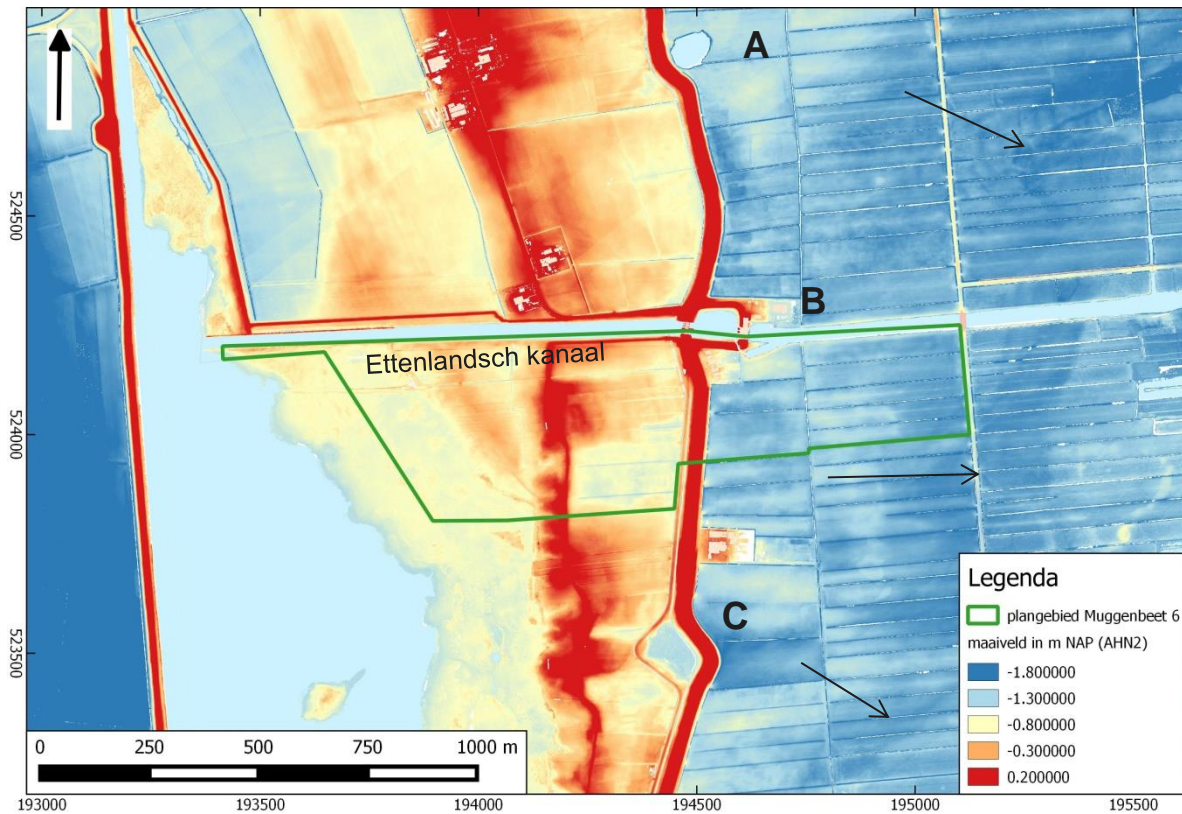 A
524500
B
Ettenlandsch kanaal
524000
Legenda
plangebied Muggenbeet 6
maaiveld in m NAP (AHN2)
-1.800000
-1.300000
-0.800000
-0.300000
0.200000
C
523500
0 250 500 750 1000 m
193000 193500 194000 194500 195000 195500